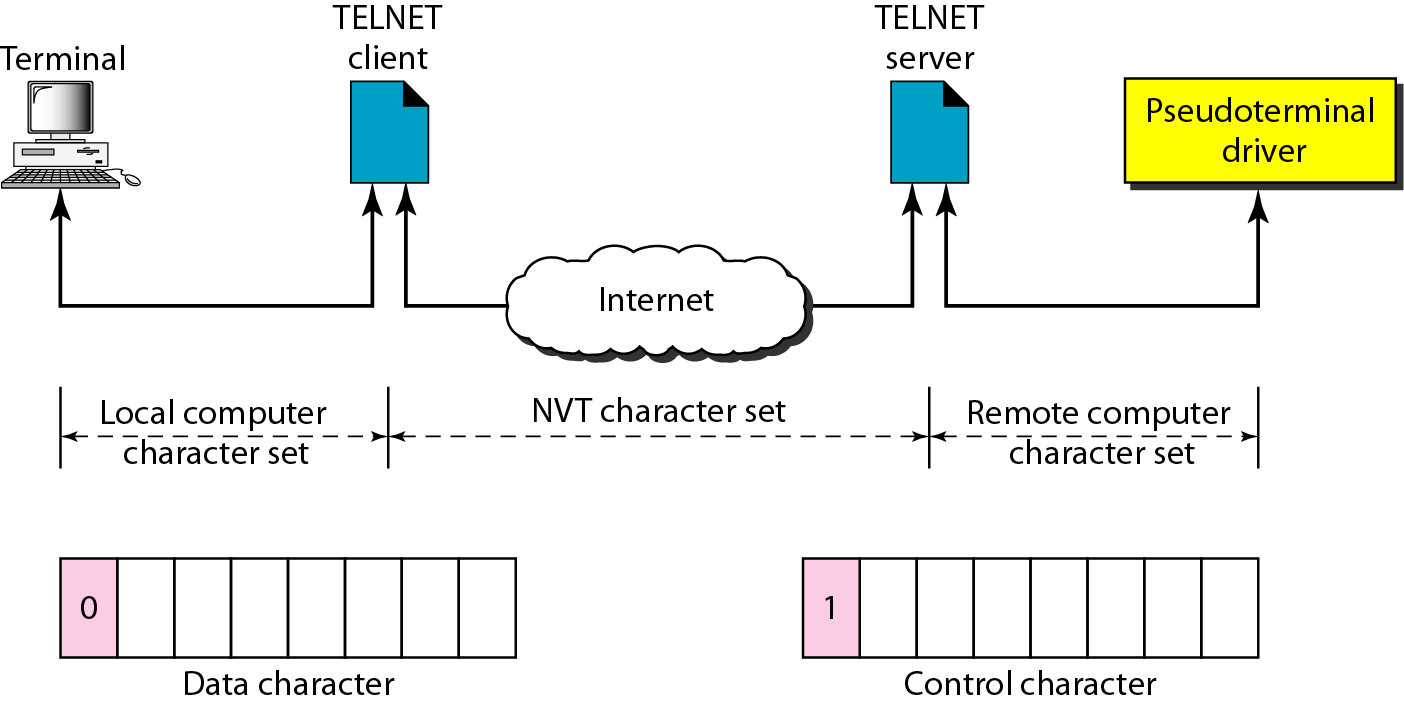 TELNET
client
TELNET
server
Terminal
Pseudoterminal
driver
Internet
Local computer
character set
NVT character set
Remote computer
character set
0
1
Data character
Control character